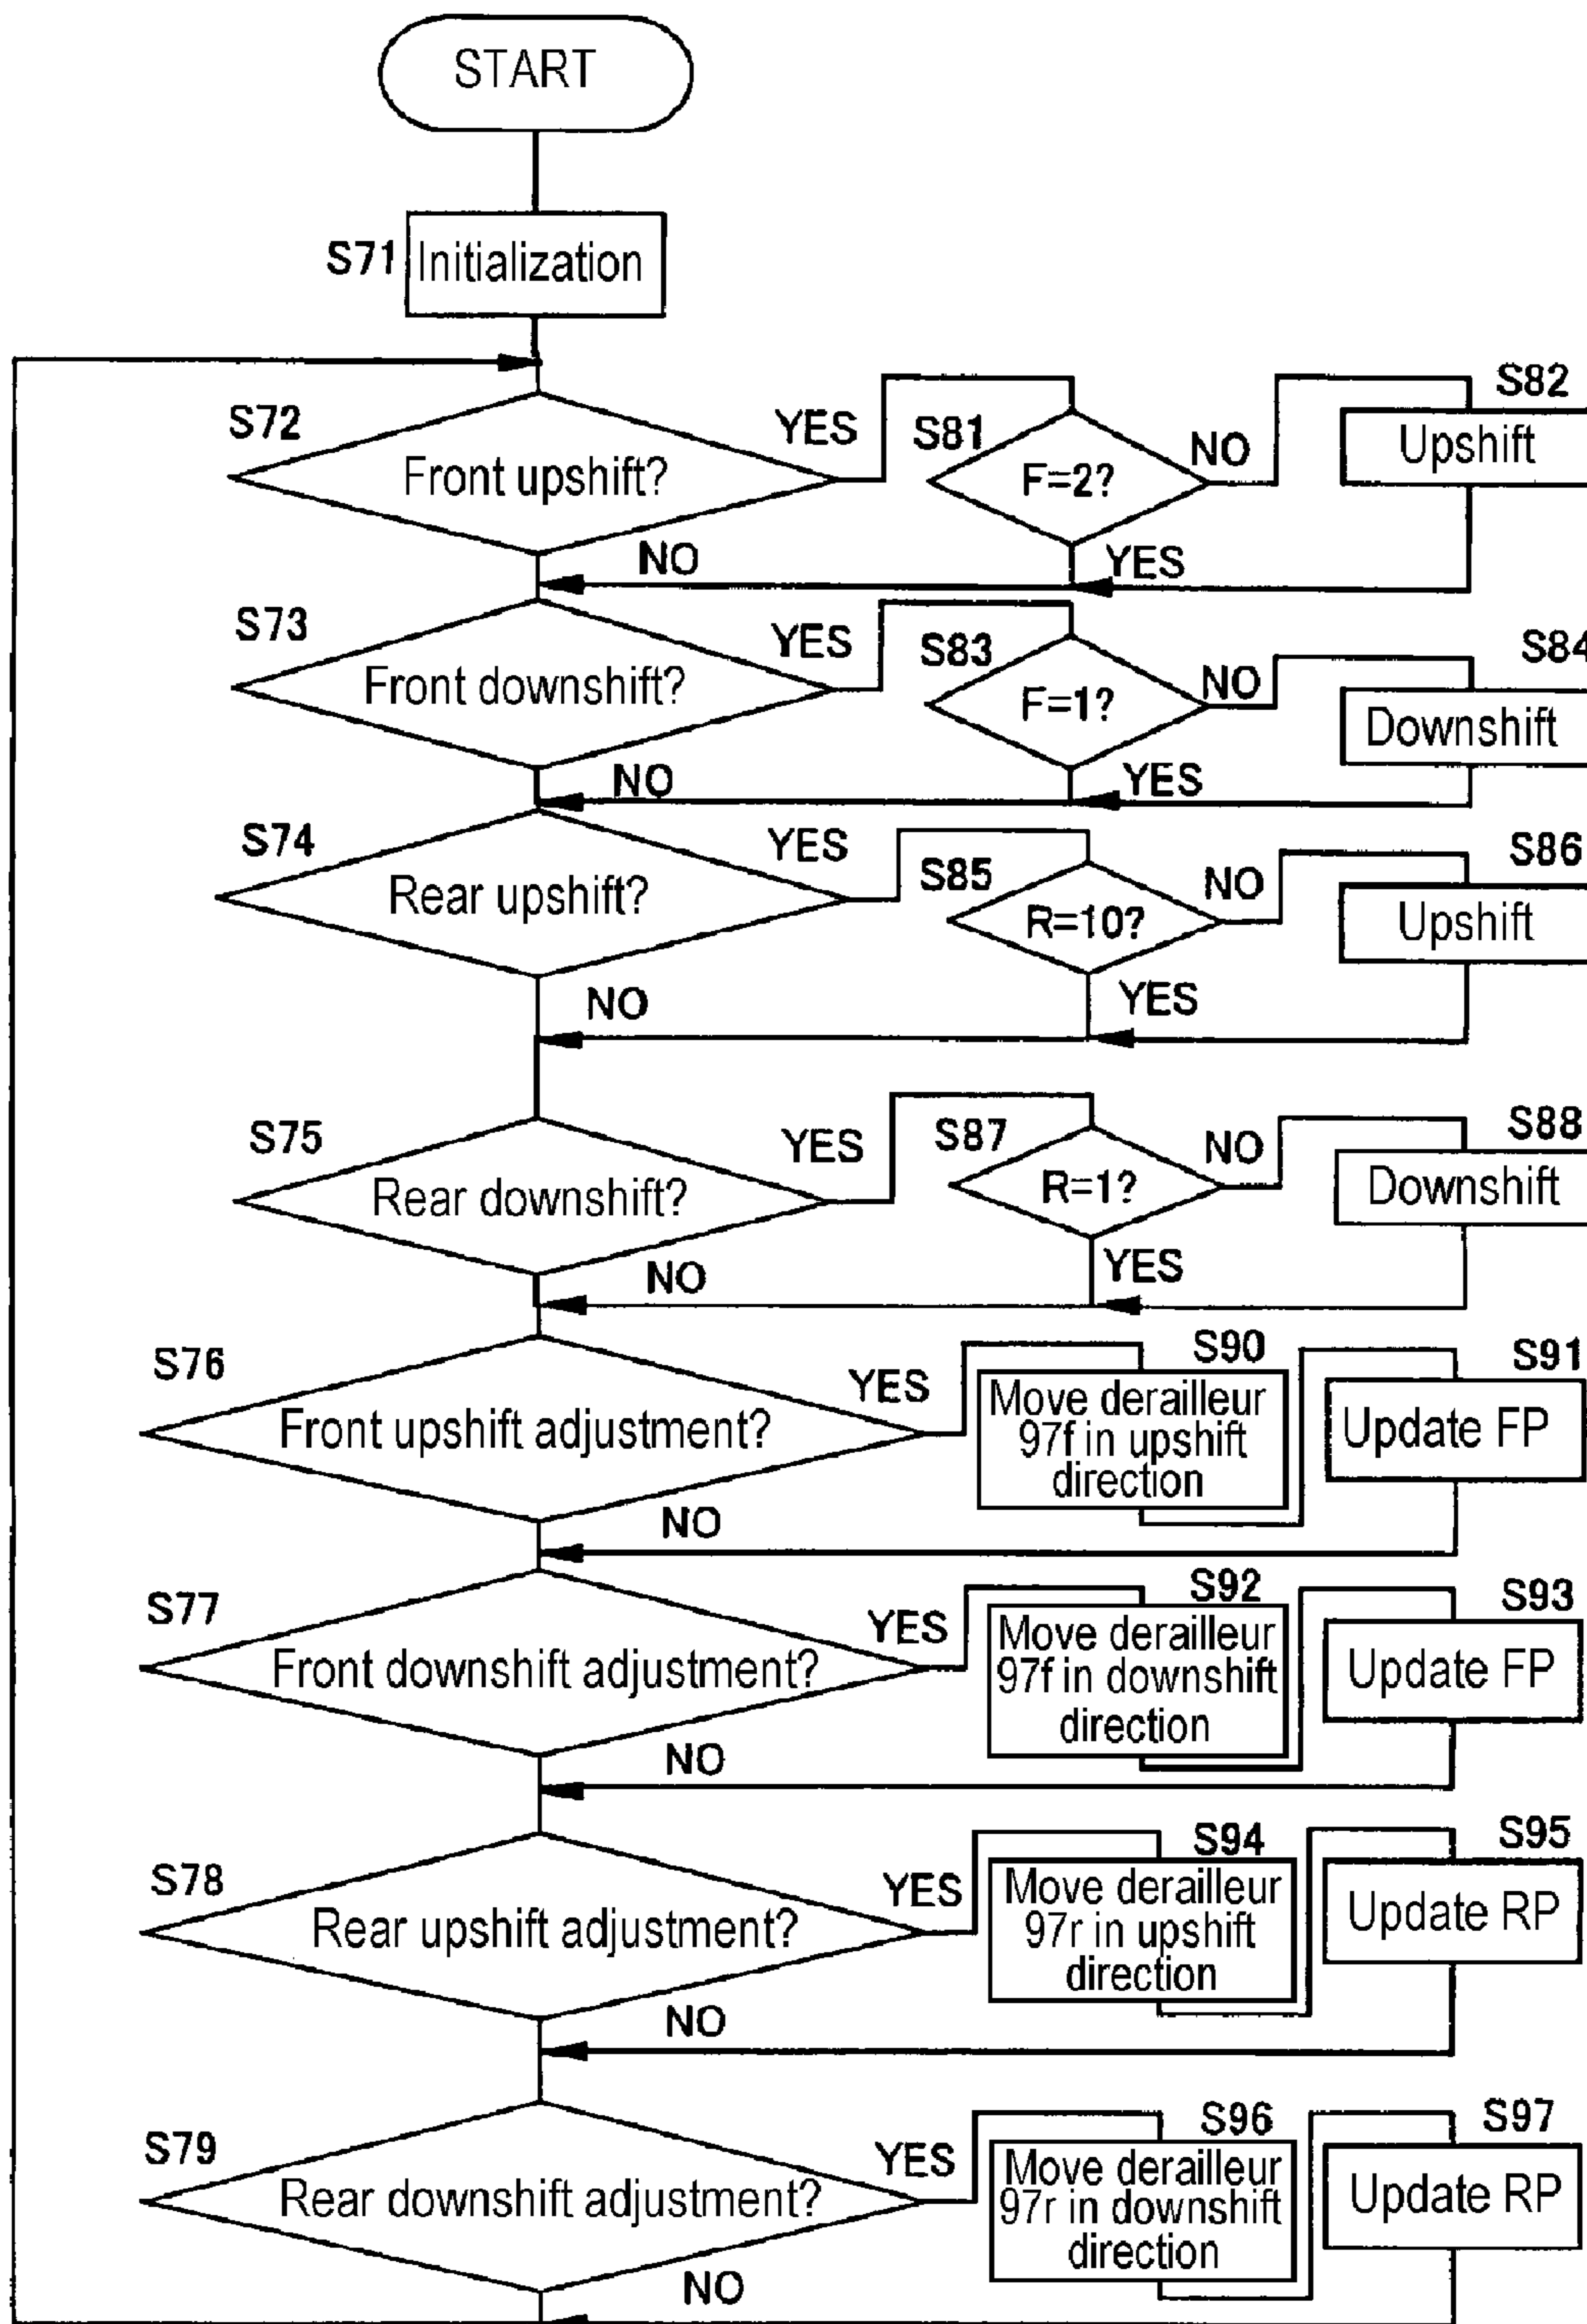 START
S71
Initialization
S72
Front upshift?
YES
S81
F=2?
NO
S82
Upshift
NO
YES
S73
Front downshift?
YES
S83
F=1?
NO
S84
Downshift
NO
YES
S74
Rear upshift?
YES
S85
R=10?
NO
S86
Upshift
NO
YES
S75
Rear downshift?
YES
S87
R=1?
NO
S88
Downshift
NO
YES
S76
Front upshift adjustment?
YES
S90
Move derailleur
97f in upshift
direction
S91
Update FP
NO
S77
Front downshift adjustment?
YES
S92
Move derailleur
97f in downshift
direction
S93
Update FP
NO
S78
Rear upshift adjustment?
YES
S94
Move derailleur
97r in upshift
direction
S95
Update RP
NO
S79
Rear downshift adjustment?
YES
S96
Move derailleur
97r in downshift
direction
S97
Update RP
NO